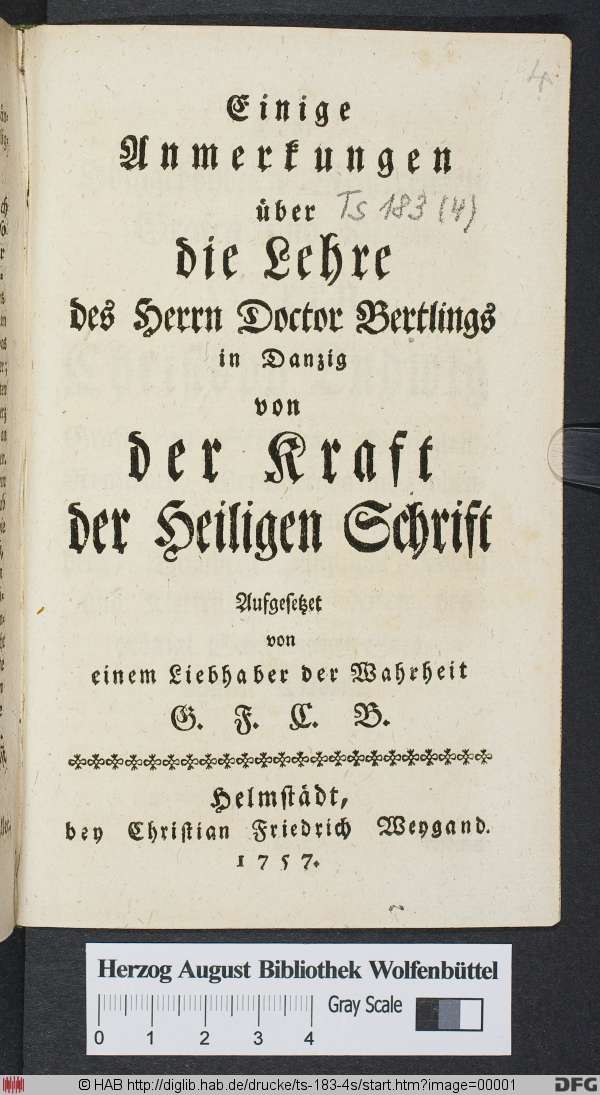 4.
Einige
Anmerkungen
über Ts 183 (4)
die Lehre
des Herrn Doctor Bertlings
in Danzig
von
der Kraft
der Heiligen Schrift
Aufgesetzet
von
einem Liebhaber der Wahrheit
G. F. C. B.
Helmstädt,
bey Christian Friedrich Weygand.
1757.
Herzog August Bibliothek Wolfenbüttel
Gray Scale
0 1 2 3 4
© HAB http://diglib.hab.de/drucke/ts-183-4s/start.htm?image=00001
DFG